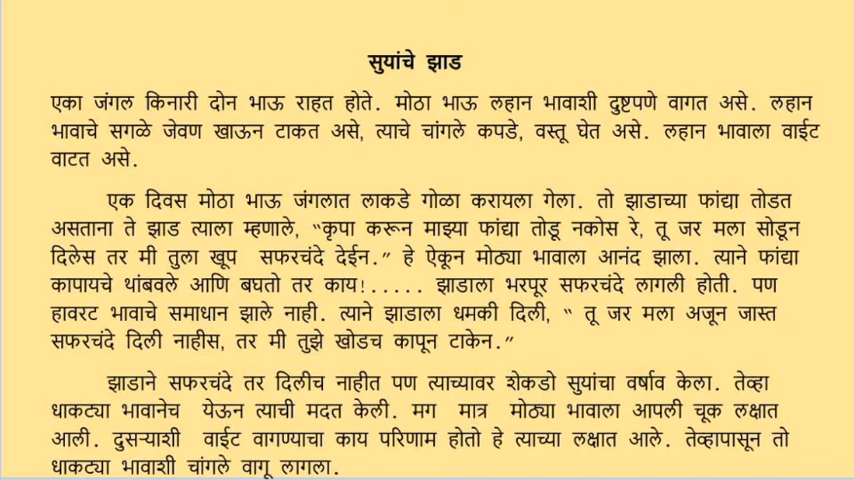 सुयांचे झाड
एका जंगल किनारी दोन भाऊ राहत होते. मोठा भाऊ लहान भावाशी दुष्टपणे वागत असे. लहान
भावाचे सगळे जेवण खाऊन टाकत असे, त्याचे चांगले कपडे, वस्तू घेत असे. लहान भावाला वाईट
वाटत असे.
एक दिवस मोठा भाऊ जंगलात लाकडे गोळा करायला गेला. तो झाडाच्या फांद्या तोडत
असताना ते झाड त्याला म्हणाले, “कृपा करून माझ्या फांद्या तोडू नकोस रे, तू जर मला सोडून
दिलेस तर मी तुला खूप सफरचंदे देईन.” हे ऐकून मोठ्या भावाला आनंद झाला. त्याने फांद्या
कापायचे थांबवले आणि बघतो तर काय!..... झाडाला भरपूर सफरचंदे लागली होती. पण
हावरट भावाचे समाधान झाले नाही. त्याने झाडाला धमकी दिली, “ तू जर मला अजून जास्त
सफरचंदे दिली नाहीस, तर मी तुझे खोडच कापून टाकेन.”
झाडाने सफरचंदे तर दिलीच नाहीत पण त्याच्यावर शेकडो सुयांचा वर्षाव केला. तेव्हा
धाकट्या भावानेच येऊन त्याची मदत केली. मग मात्र मोठ्या भावाला आपली चूक लक्षात
आली. दुसऱ्याशी वाईट वागण्याचा काय परिणाम होतो हे त्याच्या लक्षात आले. तेव्हापासून तो
धाकट्या भावाशी चांगले वागू लागला.